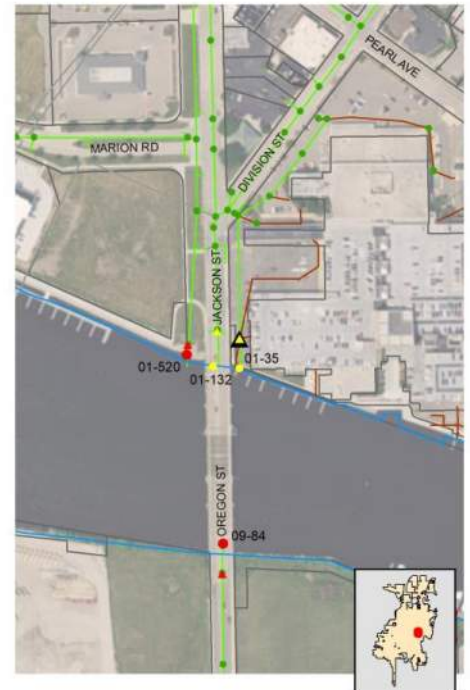 PEARL AVE
MARION RD
DIVISION ST
JACKSON ST
01-520
01-132
01-35
OREGON ST
09-84